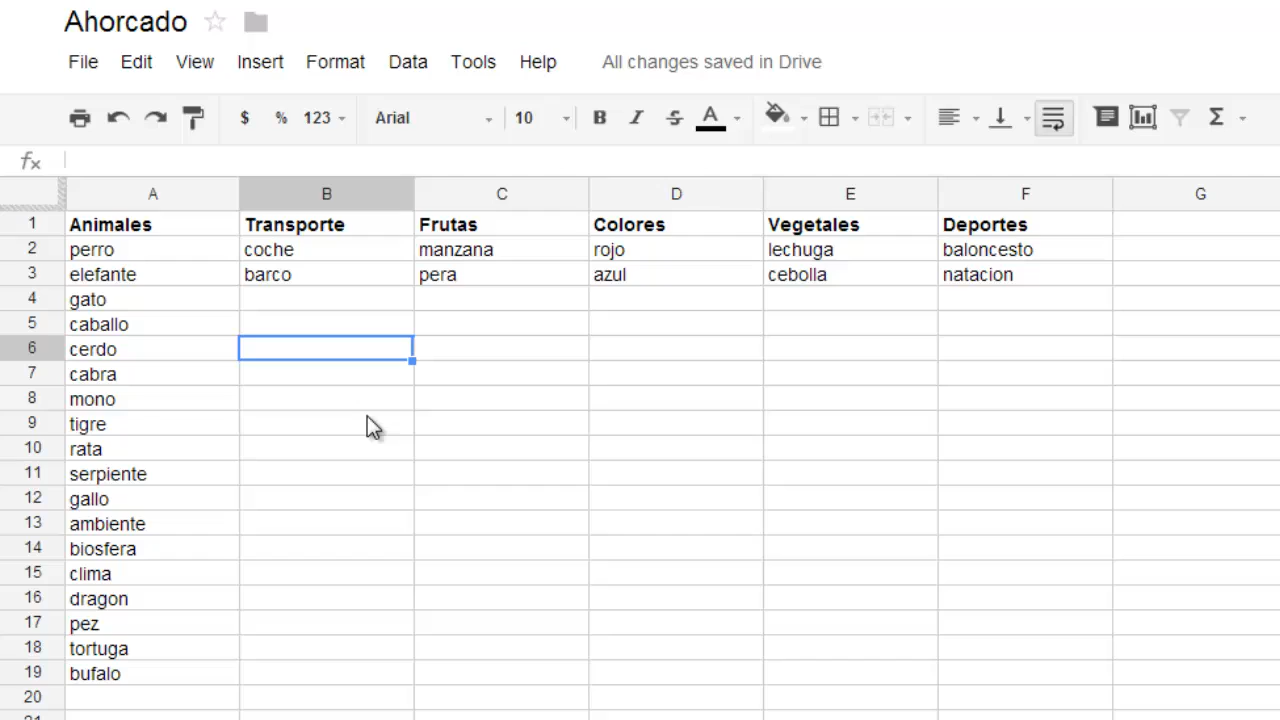 Ahorcado
File Edit View Insert Format Data Tools Help All changes saved in Drive
$ % 123 Arial 10 B I S A Σ
fx
A B C D E F G
1 Animales Transporte Frutas Colores Vegetales Deportes
2 perro coche manzana rojo lechuga baloncesto
3 elefante barco pera azul cebolla natacion
4 gato
5 caballo
6 cerdo
7 cabra
8 mono
9 tigre
10 rata
11 serpiente
12 gallo
13 ambiente
14 biosfera
15 clima
16 dragon
17 pez
18 tortuga
19 bufalo
20